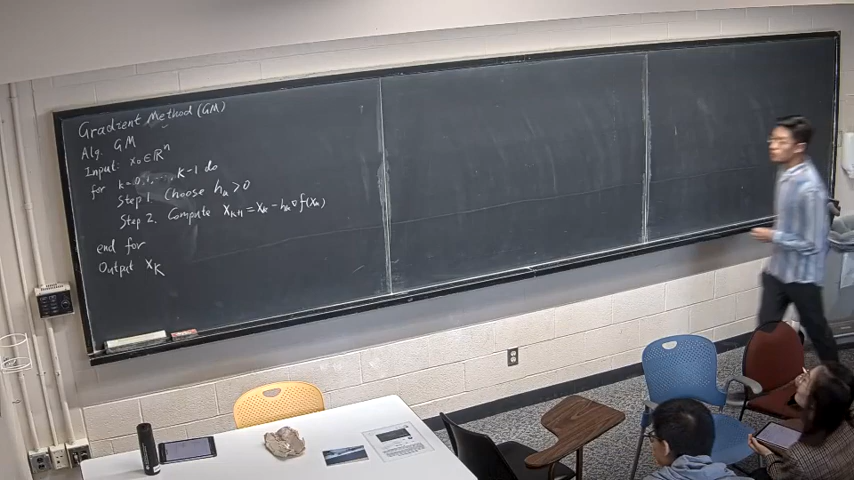 Gradient Method (GM)
Alg. GM
Input: x₀ ∈ ℝⁿ
for k=0,1,...,K-1 do
Step 1. Choose hₖ > 0
Step 2. Compute xₖ₊₁ = xₖ - hₖ∇f(xₖ)
end for
Output x_K